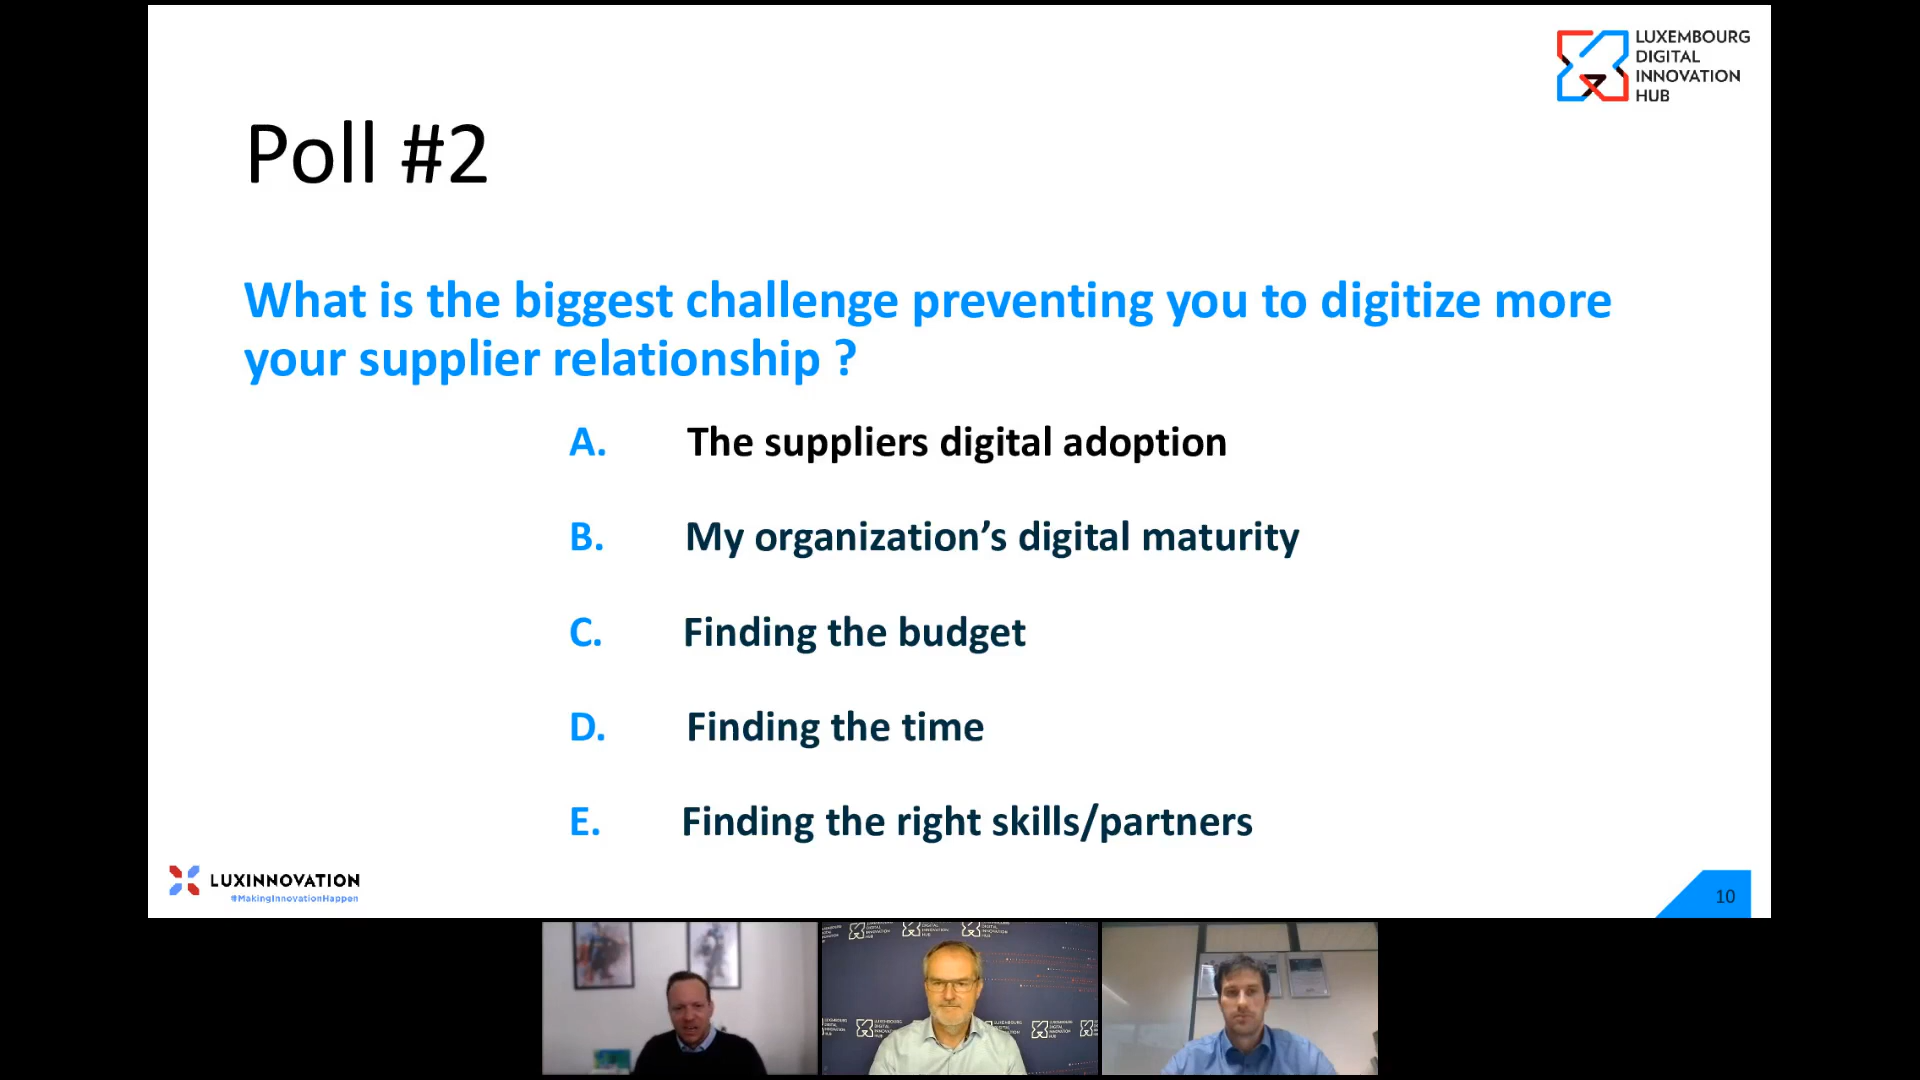 LUXEMBOURG
DIGITAL
INNOVATION
HUB
Poll #2
What is the biggest challenge preventing you to digitize more
your supplier relationship ?
A. The suppliers digital adoption
B. My organization’s digital maturity
C. Finding the budget
D. Finding the time
E. Finding the right skills/partners
LUXINNOVATION
#MakingInnovationHappen
10